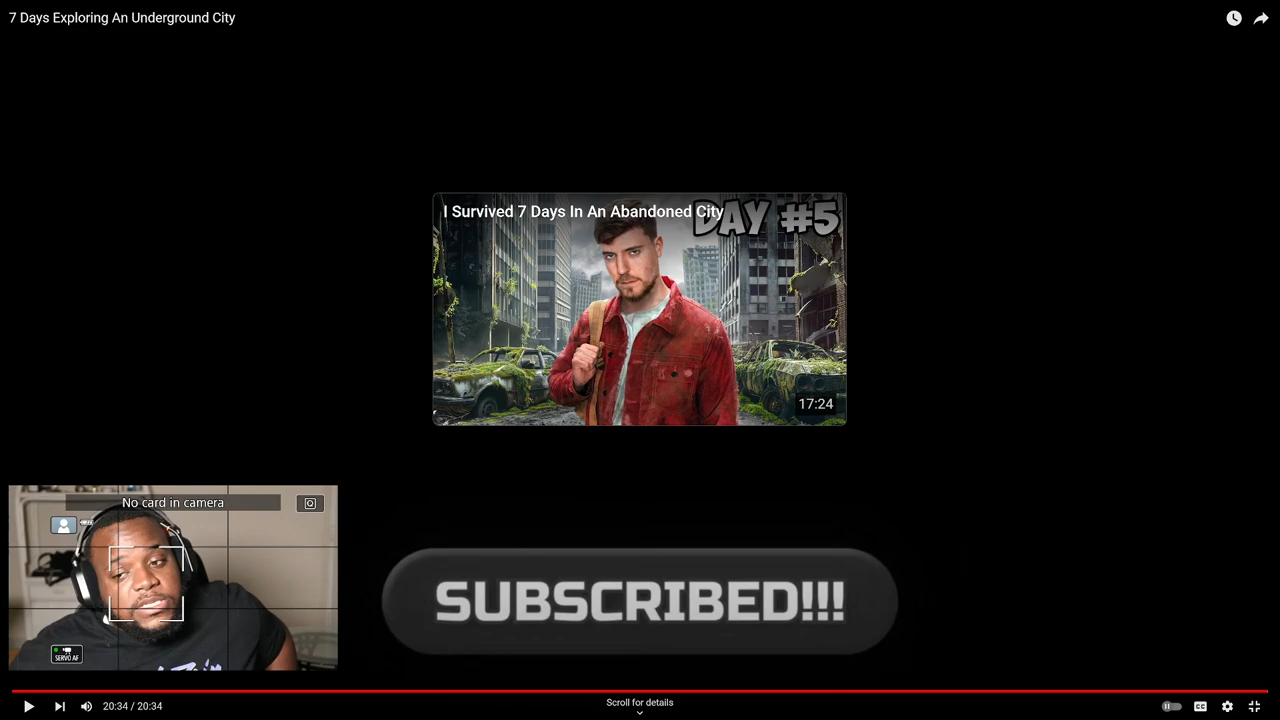 7 Days Exploring An Underground City
I Survived 7 Days In An Abandoned City
DAY #5
17:24
No card in camera
SERVO AF
SUBSCRIBED!!!
20:34 / 20:34
Scroll for details
CC